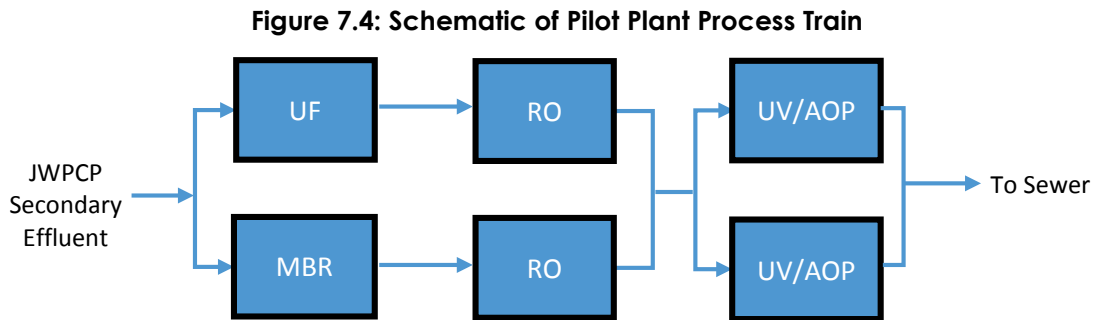 Figure 7.4: Schematic of Pilot Plant Process Train
UF
RO
UV/AOP
JWPCP
Secondary
Effluent
To Sewer
MBR
RO
UV/AOP